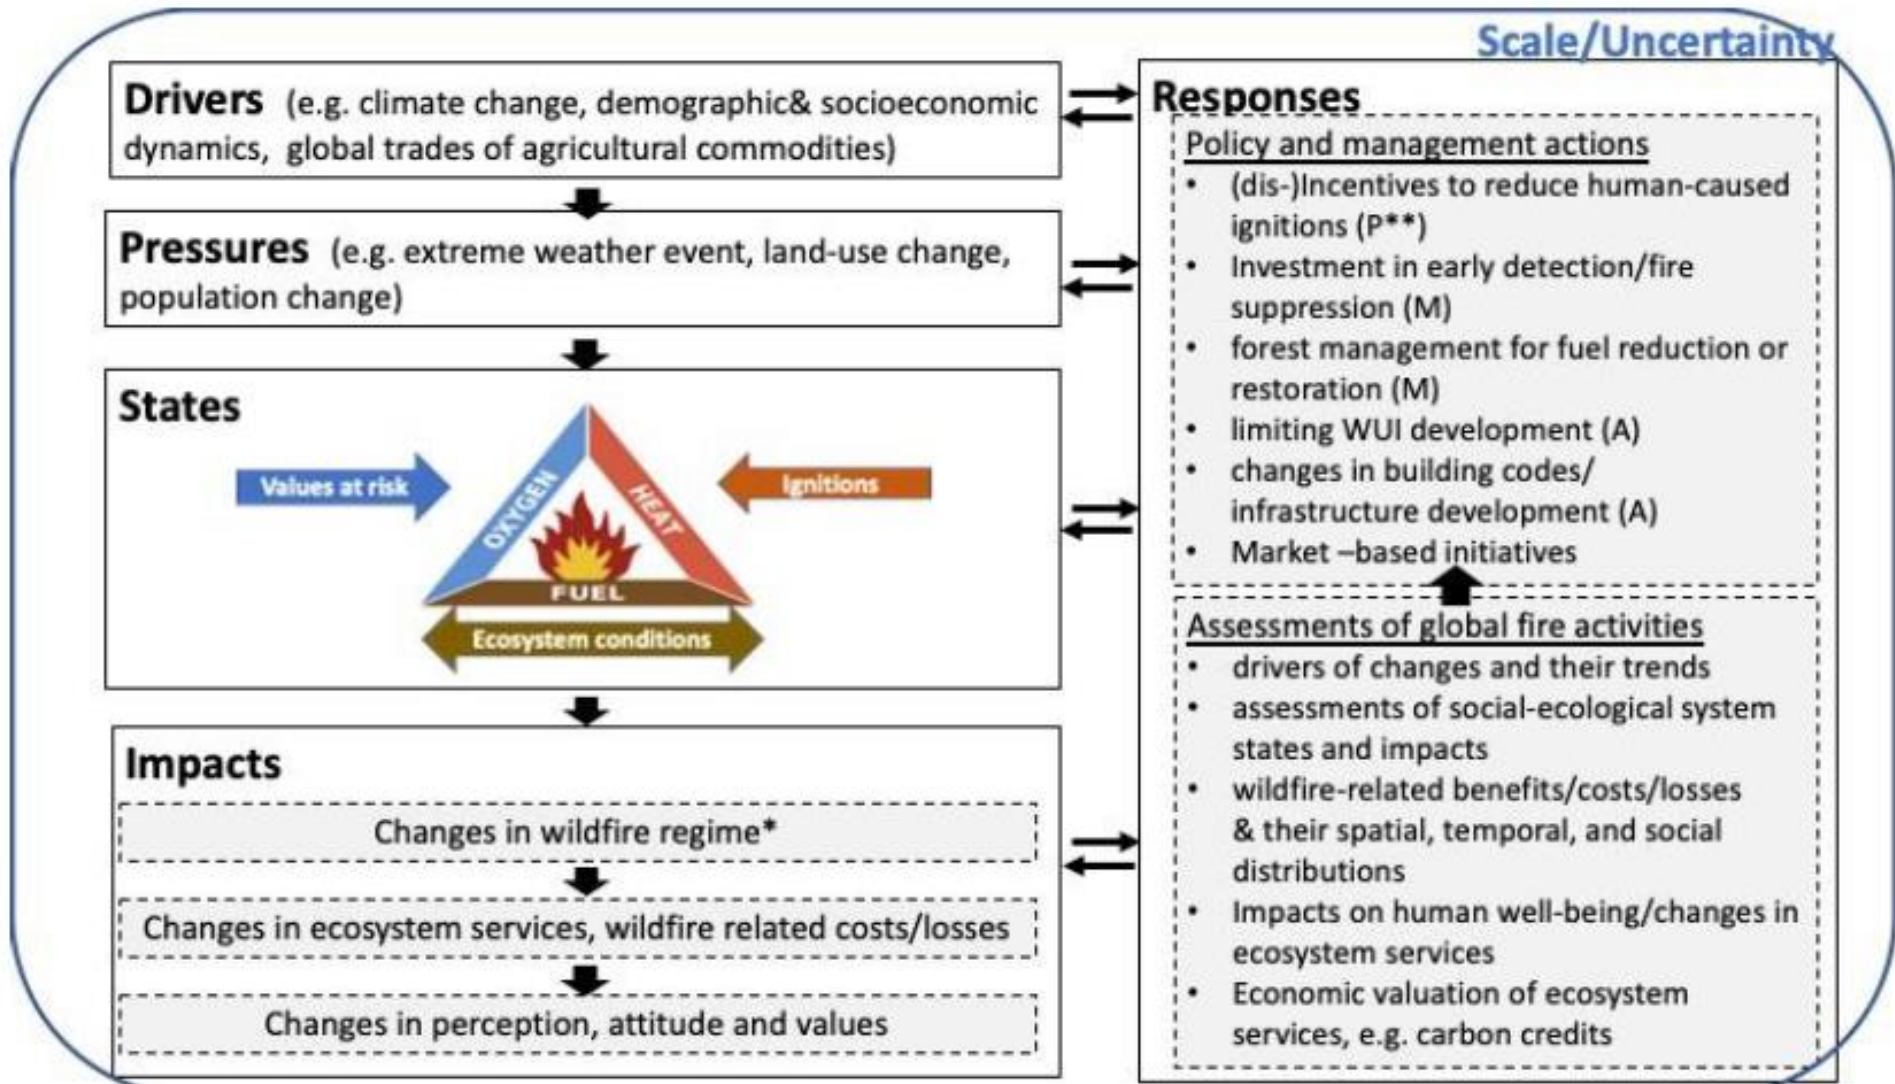 Scale/Uncertainty
Drivers (e.g. climate change, demographic& socioeconomic
dynamics, global trades of agricultural commodities)
Pressures (e.g. extreme weather event, land-use change,
population change)
States
Values at risk
OXYGEN
HEAT
FUEL
Ignitions
Ecosystem conditions
Impacts
Changes in wildfire regime*
Changes in ecosystem services, wildfire related costs/losses
Changes in perception, attitude and values
Responses
Policy and management actions
• (dis-)Incentives to reduce human-caused
ignitions (P**)
• Investment in early detection/fire
suppression (M)
• forest management for fuel reduction or
restoration (M)
• limiting WUI development (A)
• changes in building codes/
infrastructure development (A)
• Market –based initiatives
Assessments of global fire activities
• drivers of changes and their trends
• assessments of social-ecological system
states and impacts
• wildfire-related benefits/costs/losses
& their spatial, temporal, and social
distributions
• Impacts on human well-being/changes in
ecosystem services
• Economic valuation of ecosystem
services, e.g. carbon credits